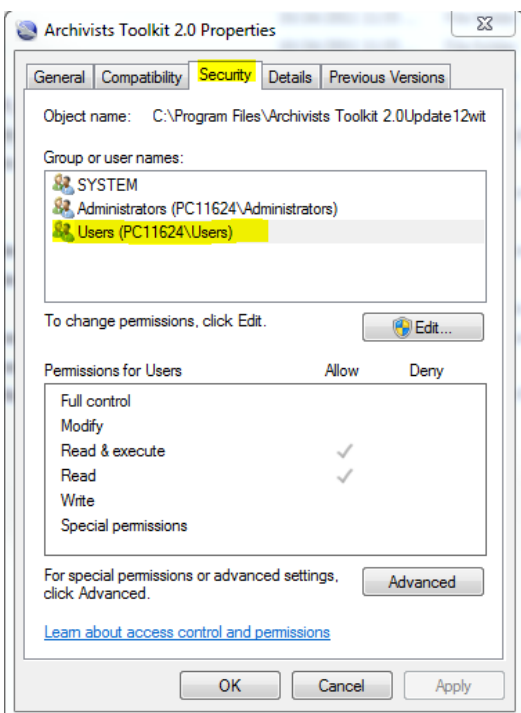 Archivists Toolkit 2.0 Properties
General Compatibility Security Details Previous Versions
Object name: C:\Program Files\Archivists Toolkit 2.0Update12wit
Group or user names:
SYSTEM
Administrators (PC11624\Administrators)
Users (PC11624\Users)
To change permissions, click Edit.
Edit...
Permissions for Users Allow Deny
Full control
Modify
Read & execute
Read
Write
Special permissions
For special permissions or advanced settings,
click Advanced.
Advanced
Learn about access control and permissions
OK Cancel Apply